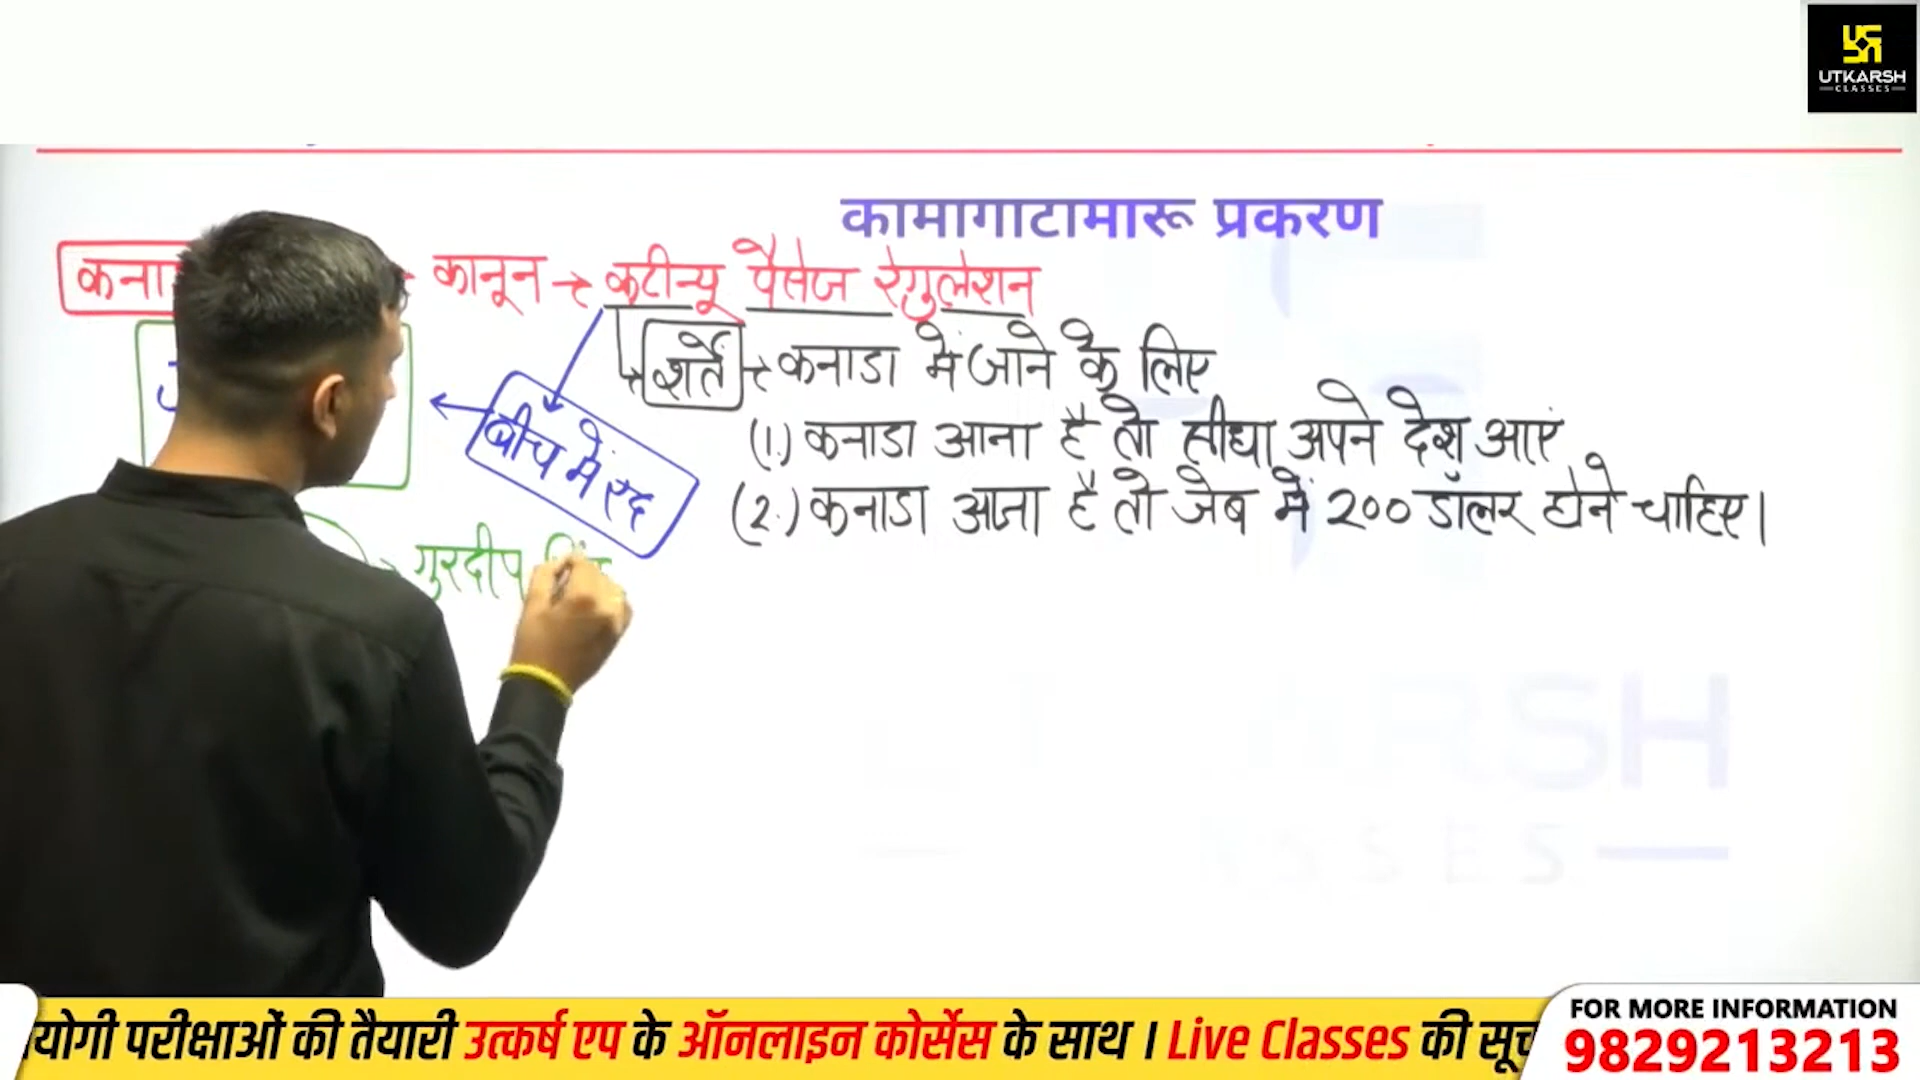 UTKARSH
CLASSES
कामागाटामारू प्रकरण
कानून → कंटीन्यू पैसेज रेगुलेशन
शर्तें → कनाडा में जाने के लिए
(1.) कनाडा आना है तो सीधा अपने देश आएं
बीच में रद्द
(2.) कनाडा आना है तो जेब में 200 डॉलर होने चाहिए।
→ गुरदीप
योगी परीक्षाओं की तैयारी उत्कर्ष एप के ऑनलाइन कोर्सेस के साथ । Live Classes की
FOR MORE INFORMATION
9829213213